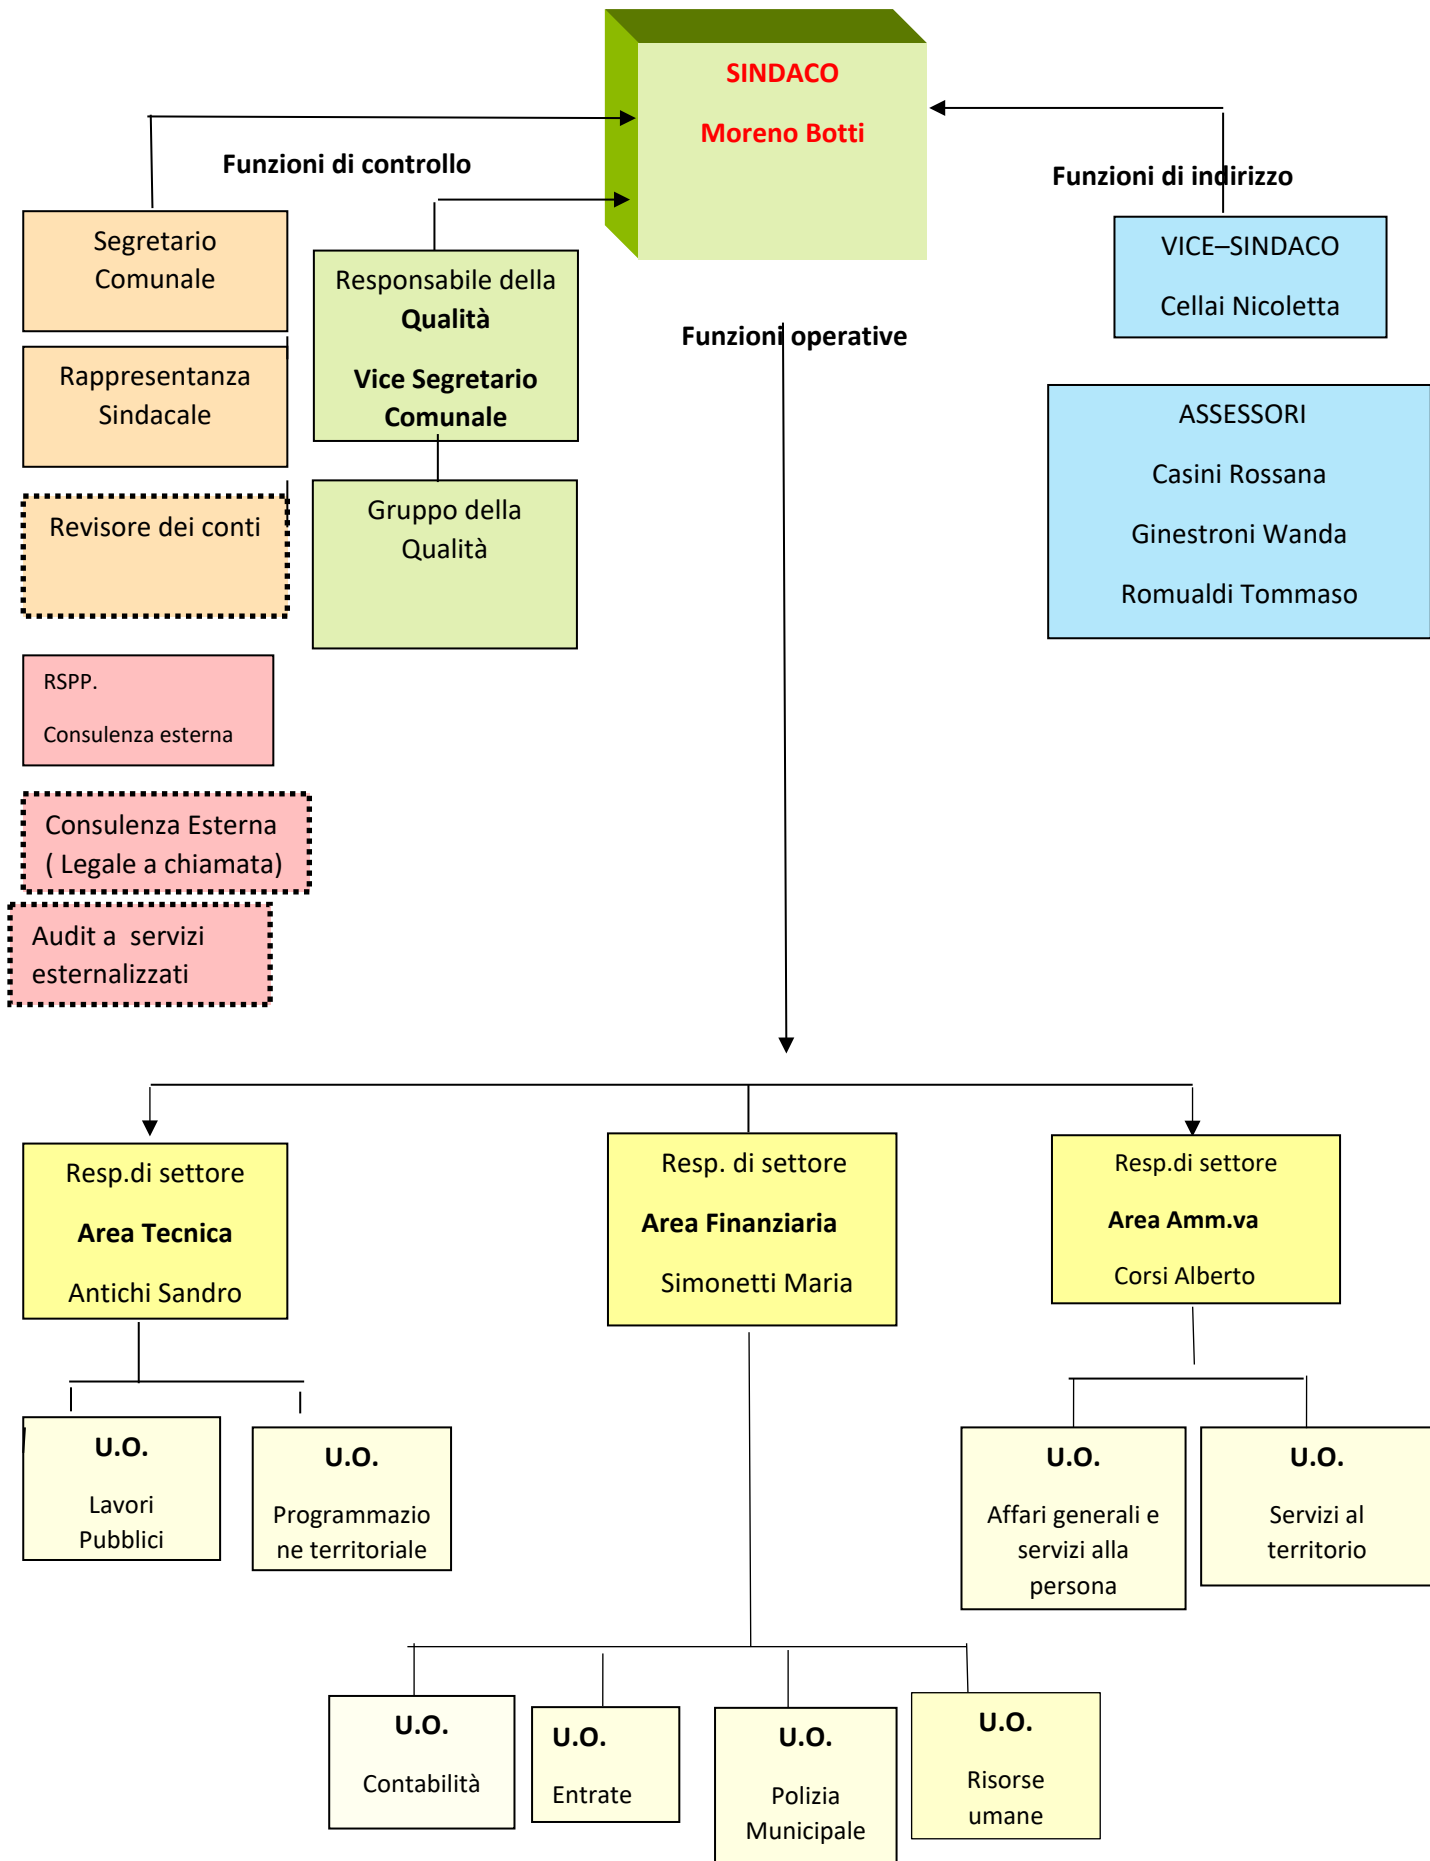 SINDACO
Moreno Botti
Funzioni di controllo
Funzioni di indirizzo
Segretario
Comunale
Responsabile della
Qualità
Vice Segretario
Comunale
VICE–SINDACO
Cellai Nicoletta
Funzioni operative
Rappresentanza
Sindacale
ASSESSORI
Casini Rossana
Ginestroni Wanda
Romualdi Tommaso
Revisore dei conti
Gruppo della
Qualità
RSPP.
Consulenza esterna
Consulenza Esterna
( Legale a chiamata)
Audit a servizi
esternalizzati
Resp.di settore
Area Tecnica
Antichi Sandro
Resp. di settore
Area Finanziaria
Simonetti Maria
Resp.di settore
Area Amm.va
Corsi Alberto
U.O.
Lavori
Pubblici
U.O.
Programmazio
ne territoriale
U.O.
Affari generali e
servizi alla
persona
U.O.
Servizi al
territorio
U.O.
Contabilità
U.O.
Entrate
U.O.
Polizia
Municipale
U.O.
Risorse
umane